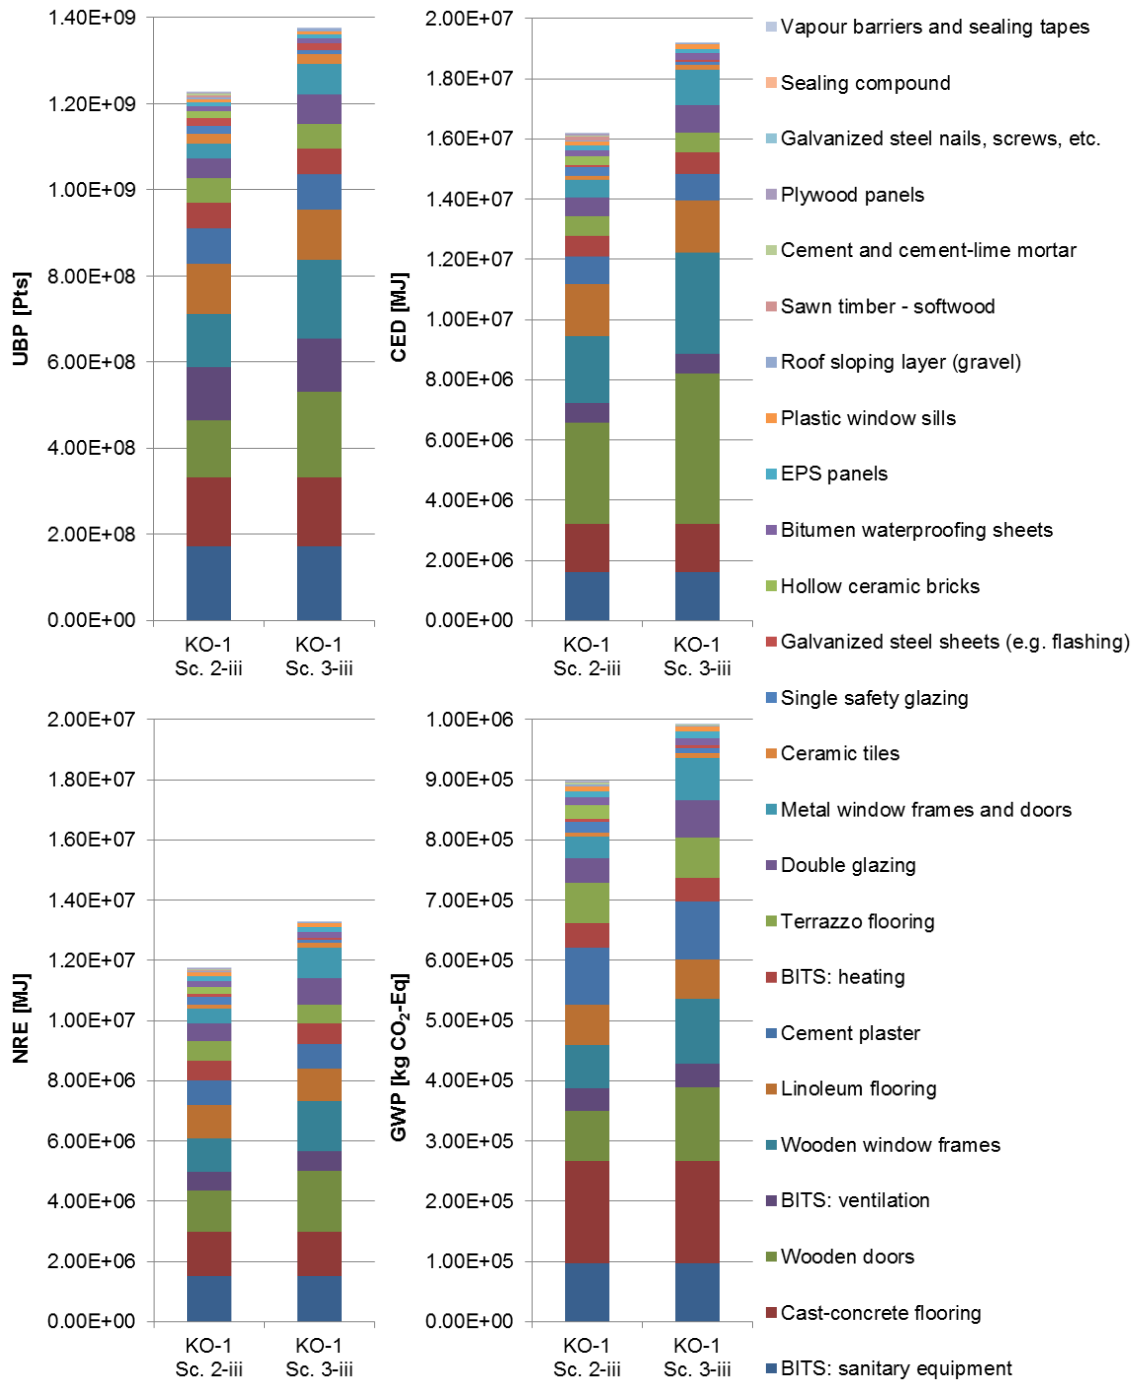 UBP [Pts]
1.40E+09
1.20E+09
1.00E+09
8.00E+08
6.00E+08
4.00E+08
2.00E+08
0.00E+00
KO-1
Sc. 2-iii
KO-1
Sc. 3-iii
CED [MJ]
2.00E+07
1.80E+07
1.60E+07
1.40E+07
1.20E+07
1.00E+07
8.00E+06
6.00E+06
4.00E+06
2.00E+06
0.00E+00
KO-1
Sc. 2-iii
KO-1
Sc. 3-iii
NRE [MJ]
2.00E+07
1.80E+07
1.60E+07
1.40E+07
1.20E+07
1.00E+07
8.00E+06
6.00E+06
4.00E+06
2.00E+06
0.00E+00
KO-1
Sc. 2-iii
KO-1
Sc. 3-iii
GWP [kg CO₂-Eq]
1.00E+06
9.00E+05
8.00E+05
7.00E+05
6.00E+05
5.00E+05
4.00E+05
3.00E+05
2.00E+05
1.00E+05
0.00E+00
KO-1
Sc. 2-iii
KO-1
Sc. 3-iii
Vapour barriers and sealing tapes
Sealing compound
Galvanized steel nails, screws, etc.
Plywood panels
Cement and cement-lime mortar
Sawn timber - softwood
Roof sloping layer (gravel)
Plastic window sills
EPS panels
Bitumen waterproofing sheets
Hollow ceramic bricks
Galvanized steel sheets (e.g. flashing)
Single safety glazing
Ceramic tiles
Metal window frames and doors
Double glazing
Terrazzo flooring
BITS: heating
Cement plaster
Linoleum flooring
Wooden window frames
BITS: ventilation
Wooden doors
Cast-concrete flooring
BITS: sanitary equipment